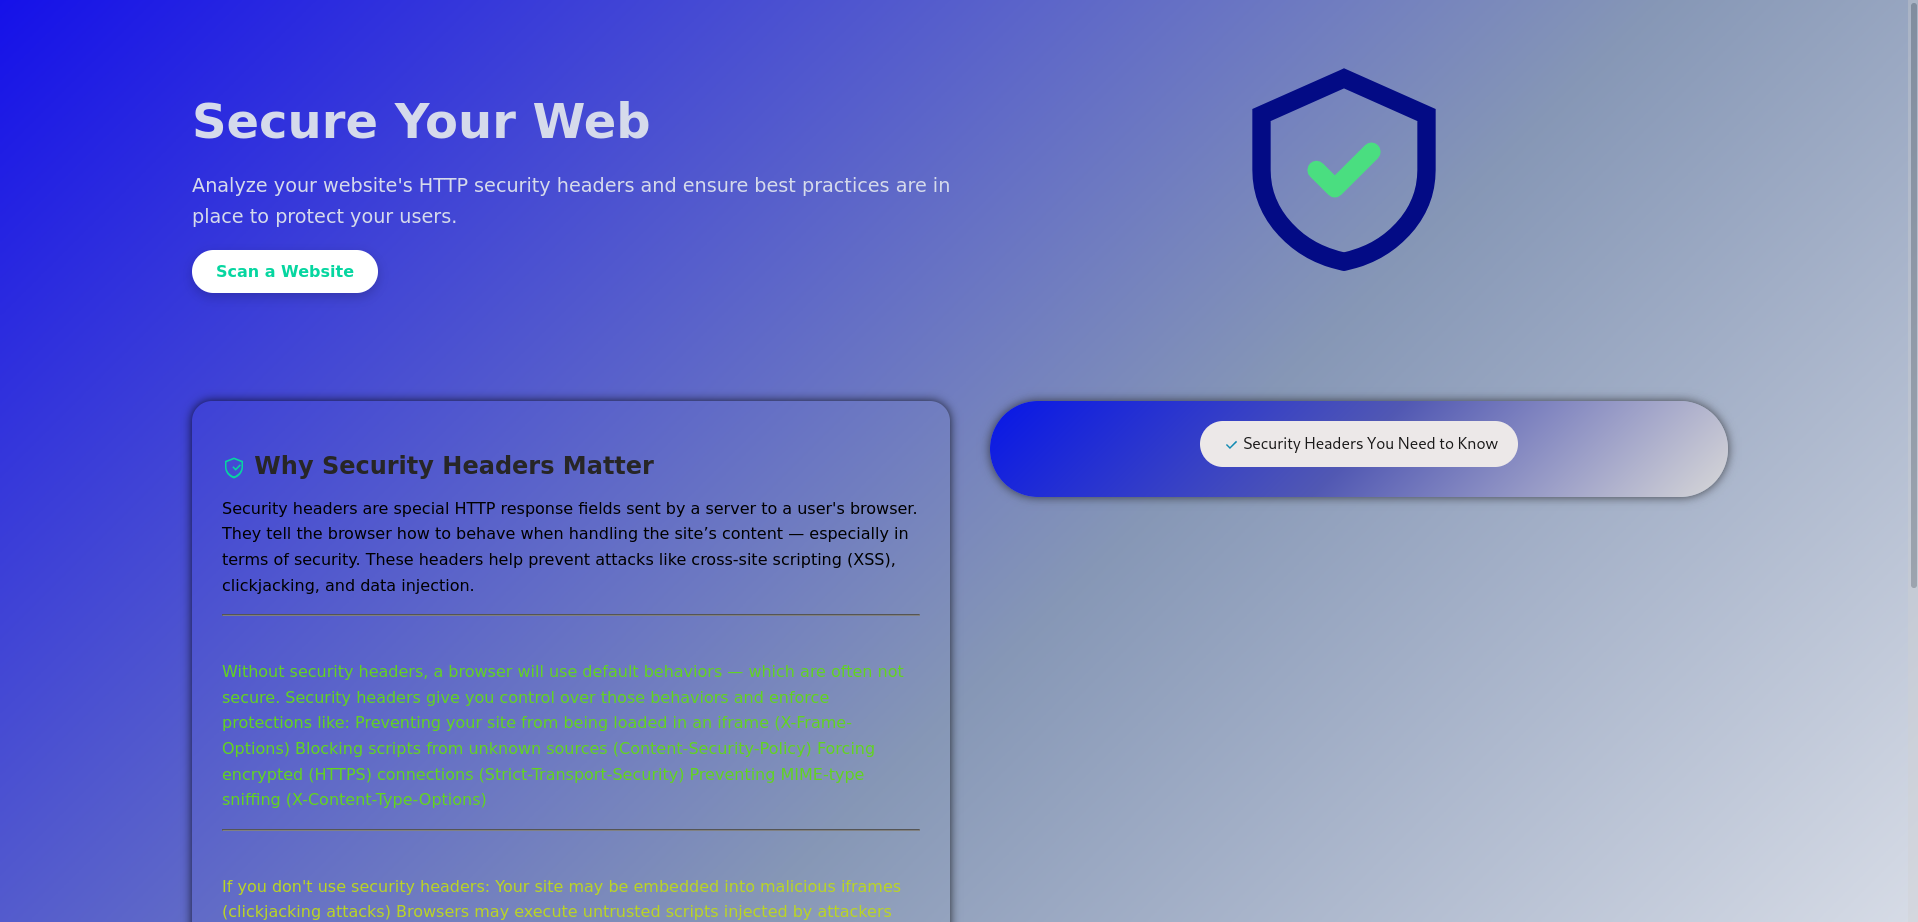 Secure Your Web
Analyze your website's HTTP security headers and ensure best practices are in
place to protect your users.
Scan a Website
Why Security Headers Matter
Security headers are special HTTP response fields sent by a server to a user's browser.
They tell the browser how to behave when handling the site’s content — especially in
terms of security. These headers help prevent attacks like cross-site scripting (XSS),
clickjacking, and data injection.
Without security headers, a browser will use default behaviors — which are often not
secure. Security headers give you control over those behaviors and enforce
protections like: Preventing your site from being loaded in an iframe (X-Frame-
Options) Blocking scripts from unknown sources (Content-Security-Policy) Forcing
encrypted (HTTPS) connections (Strict-Transport-Security) Preventing MIME-type
sniffing (X-Content-Type-Options)
If you don't use security headers: Your site may be embedded into malicious iframes
(clickjacking attacks) Browsers may execute untrusted scripts injected by attackers
Security Headers You Need to Know